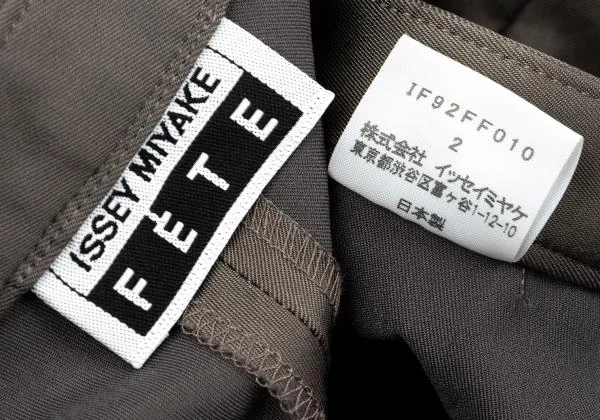 ISSEY MIYAKE
FÊTE
IF92FF010
2
株式会社 イッセイミヤケ
東京都渋谷区富ヶ谷1-12-10
日本製